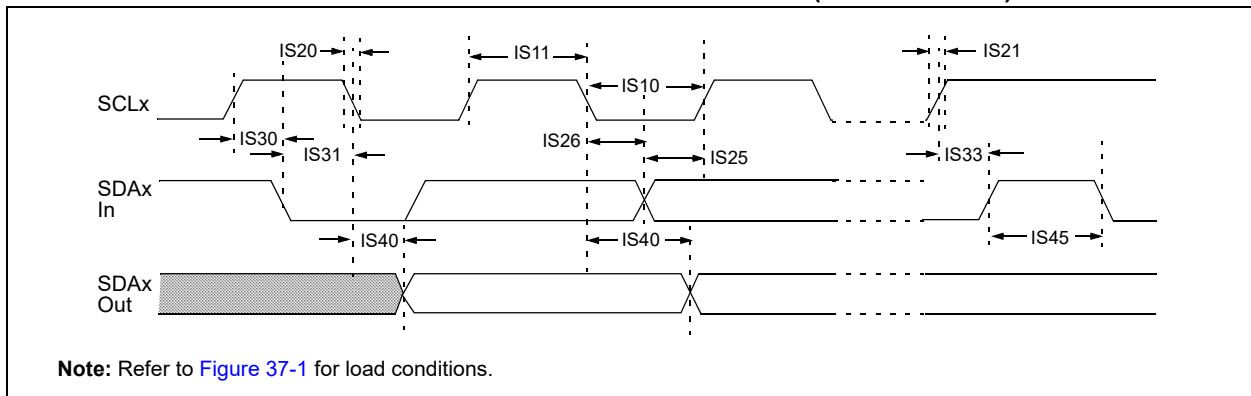 IS20
IS11
IS21
IS10
SCLx
IS30
IS26
IS31
IS25
IS33
SDAx
In
IS40
IS40
IS45
SDAx
Out
Note: Refer to Figure 37-1 for load conditions.